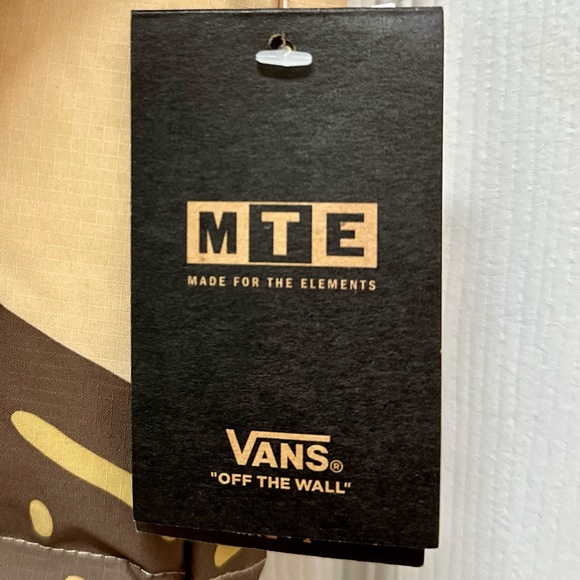 MTE
MADE FOR THE ELEMENTS
VANS®
"OFF THE WALL"